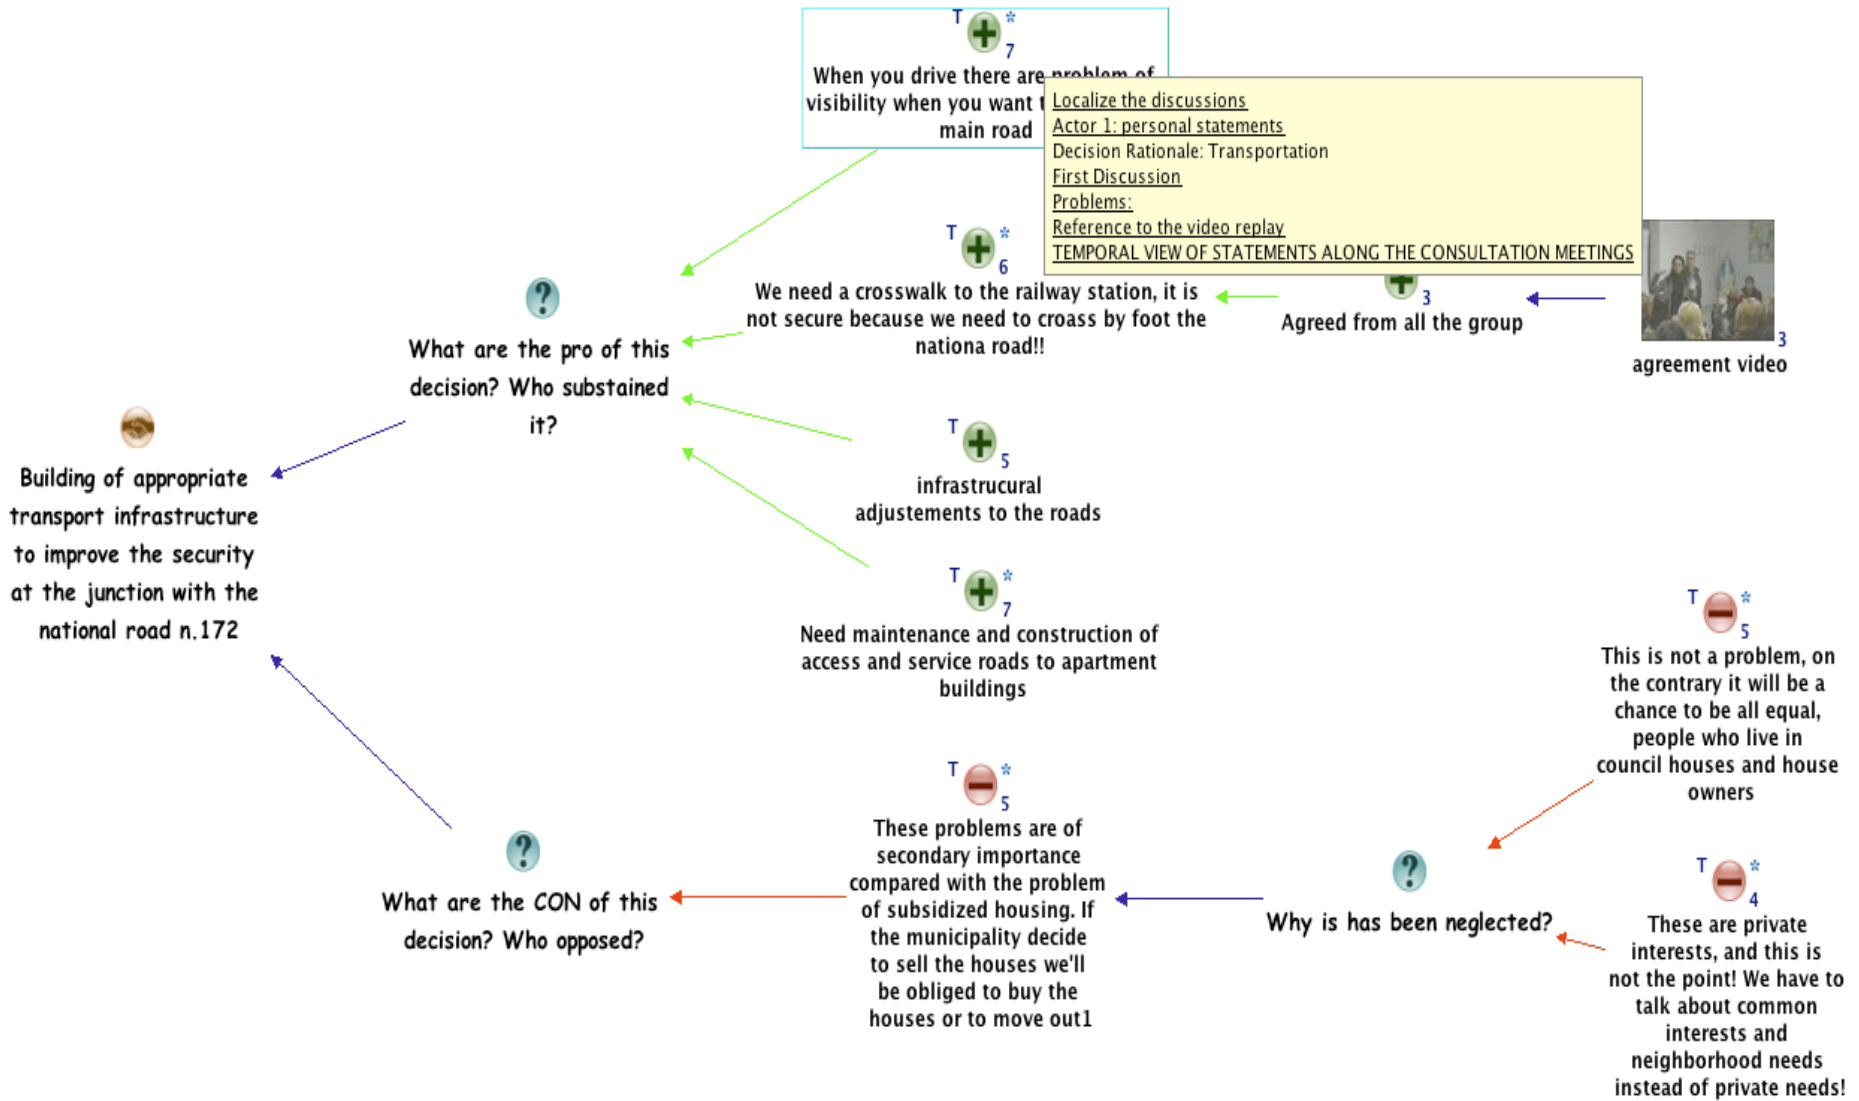 T * 7
When you drive there are problem of
visibility when you want t
main road
Localize the discussions
Actor 1: personal statements
Decision Rationale: Transportation
First Discussion
Problems:
Reference to the video replay
TEMPORAL VIEW OF STATEMENTS ALONG THE CONSULTATION MEETINGS
T * 6
We need a crosswalk to the railway station, it is
not secure because we need to croass by foot the
nationa road!!
3
Agreed from all the group
3
agreement video
?
What are the pro of this
decision? Who substained
it?
T 5
infrastrucural
adjustements to the roads
Building of appropriate
transport infrastructure
to improve the security
at the junction with the
national road n.172
T * 7
Need maintenance and construction of
access and service roads to apartment
buildings
T * 5
This is not a problem, on
the contrary it will be a
chance to be all equal,
people who live in
council houses and house
owners
T * 5
These problems are of
secondary importance
compared with the problem
of subsidized housing. If
the municipality decide
to sell the houses we'll
be obliged to buy the
houses or to move out1
?
What are the CON of this
decision? Who opposed?
?
Why is has been neglected?
T * 4
These are private
interests, and this is
not the point! We have to
talk about common
interests and
neighborhood needs
instead of private needs!